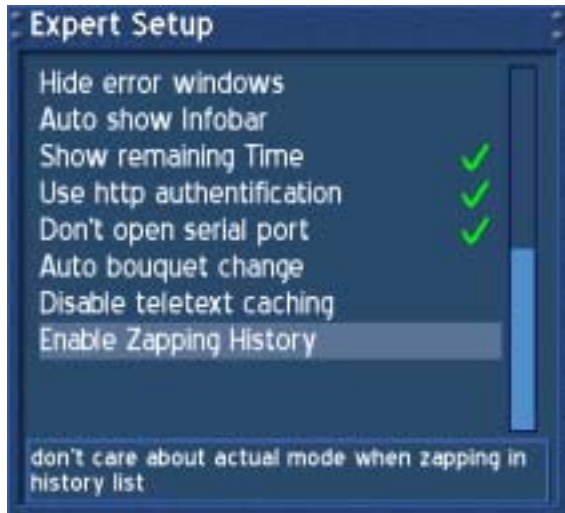 Expert Setup
Hide error windows
Auto show Infobar
Show remaining Time
Use http authentification
Don't open serial port
Auto bouquet change
Disable teletext caching
Enable Zapping History
don't care about actual mode when zapping in
history list